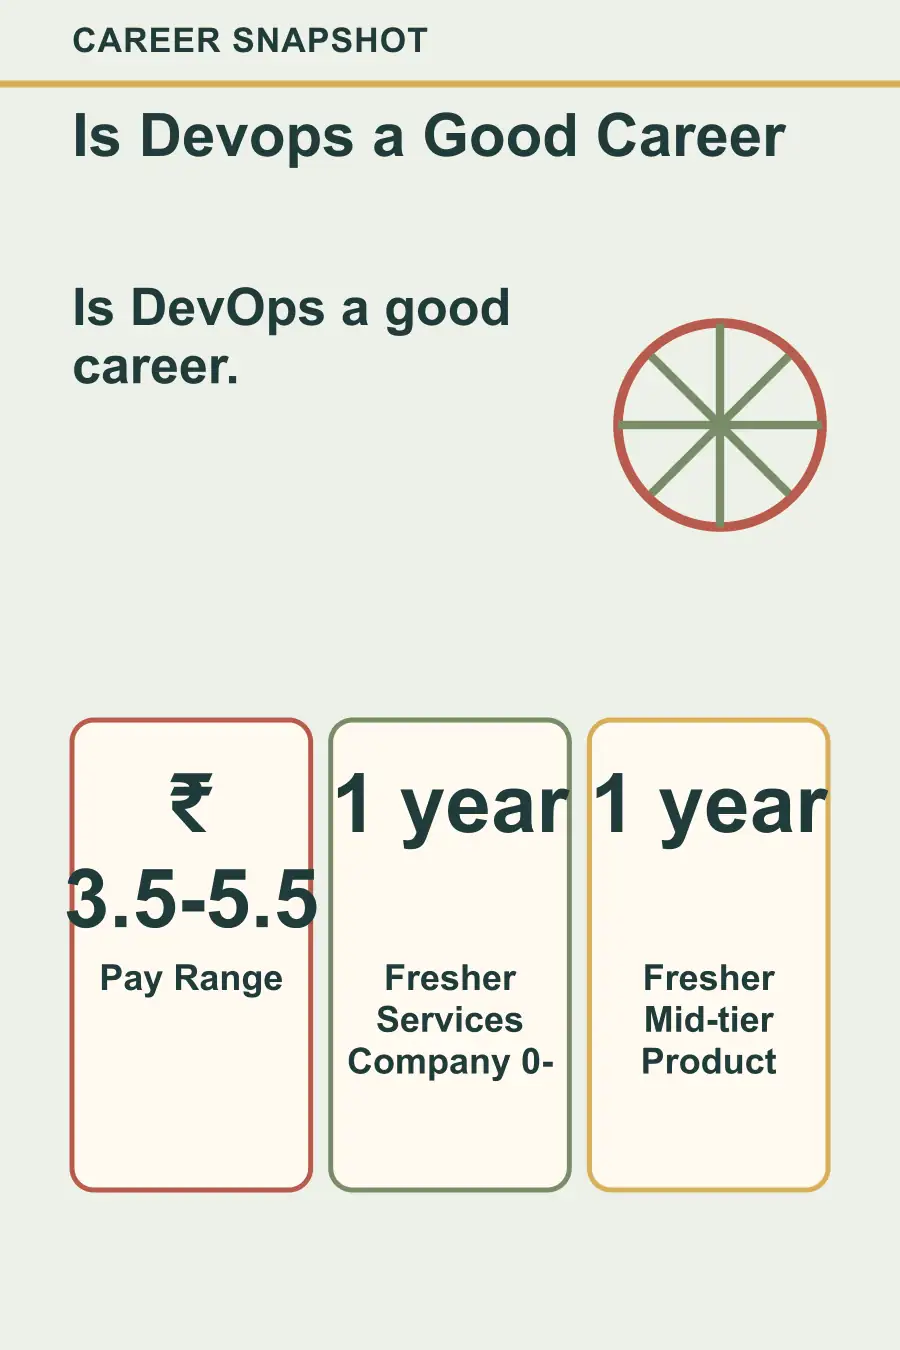 CAREER SNAPSHOT
Is Devops a Good Career
Is DevOps a good
career.
₹
3.5-5.5
Pay Range
1 year
Fresher
Services
Company 0-
1 year
Fresher
Mid-tier
Product